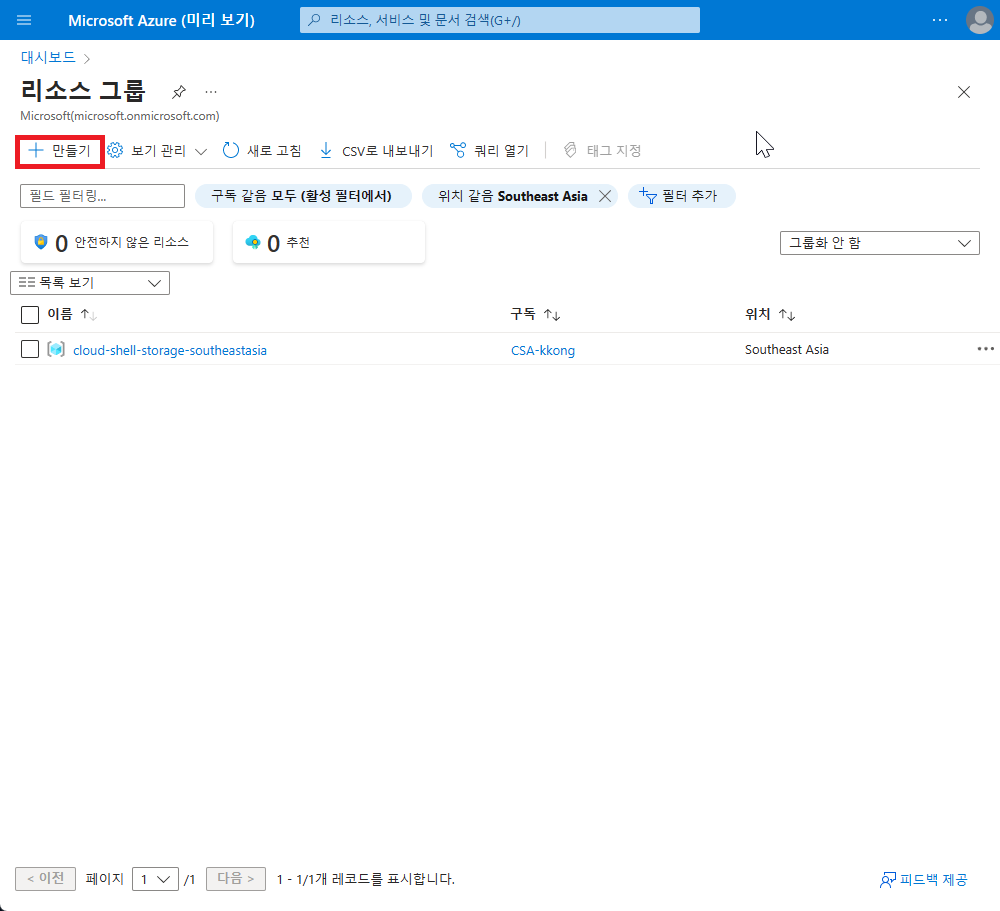 Microsoft Azure (미리 보기)
리소스, 서비스 및 문서 검색(G+/)
대시보드
리소스 그룹
Microsoft(microsoft.onmicrosoft.com)
만들기 보기 관리 새로 고침 CSV로 내보내기 쿼리 열기 태그 지정
필드 필터링... 구독 같음 모두 (활성 필터에서) 위치 같음 Southeast Asia 필터 추가
0 안전하지 않은 리소스 0 추천 그룹화 안 함
목록 보기
이름 ↑↓ 구독 ↑↓ 위치 ↑↓
cloud-shell-storage-southeastasia CSA-kkong Southeast Asia
< 이전 페이지 1 /1 다음 > 1 - 1/1개 레코드를 표시합니다. 피드백 제공